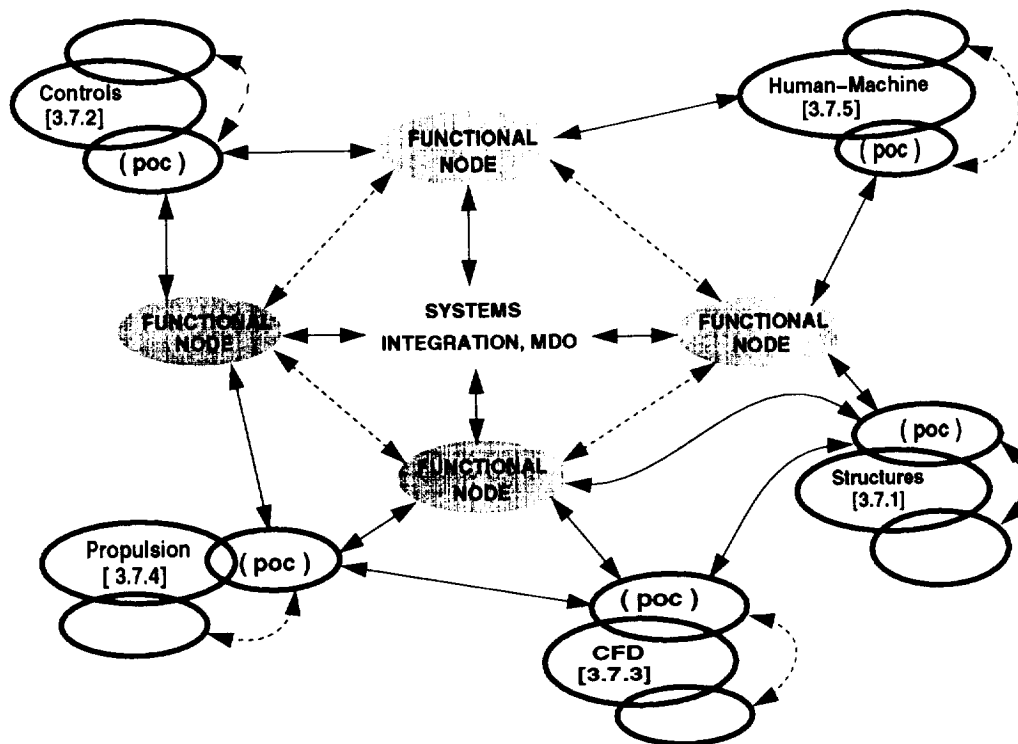 Controls
[3.7.2]
( poc )
Human-Machine
[3.7.5]
(poc)
FUNCTIONAL
NODE
FUNCTIONAL
NODE
SYSTEMS
INTEGRATION, MDO
FUNCTIONAL
NODE
FUNCTIONAL
NODE
( poc )
Structures
[3.7.1]
Propulsion
[ 3.7.4]
( poc )
( poc )
CFD
[3.7.3]